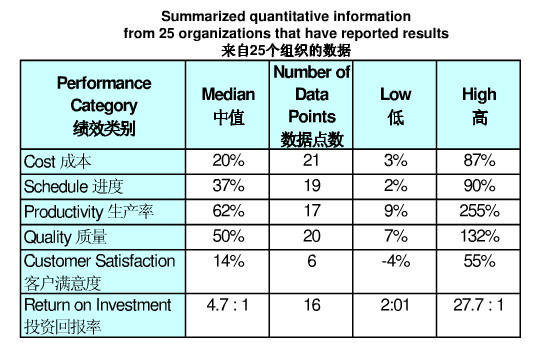 Summarized quantitative information
from 25 organizations that have reported results
来自25个组织的数据
Performance Category 绩效类别 Median 中值 Number of Data Points 数据点数 Low 低 High 高
Cost 成本 20% 21 3% 87%
Schedule 进度 37% 19 2% 90%
Productivity 生产率 62% 17 9% 255%
Quality 质量 50% 20 7% 132%
Customer Satisfaction 客户满意度 14% 6 -4% 55%
Return on Investment 投资回报率 4.7 : 1 16 2:01 27.7 : 1